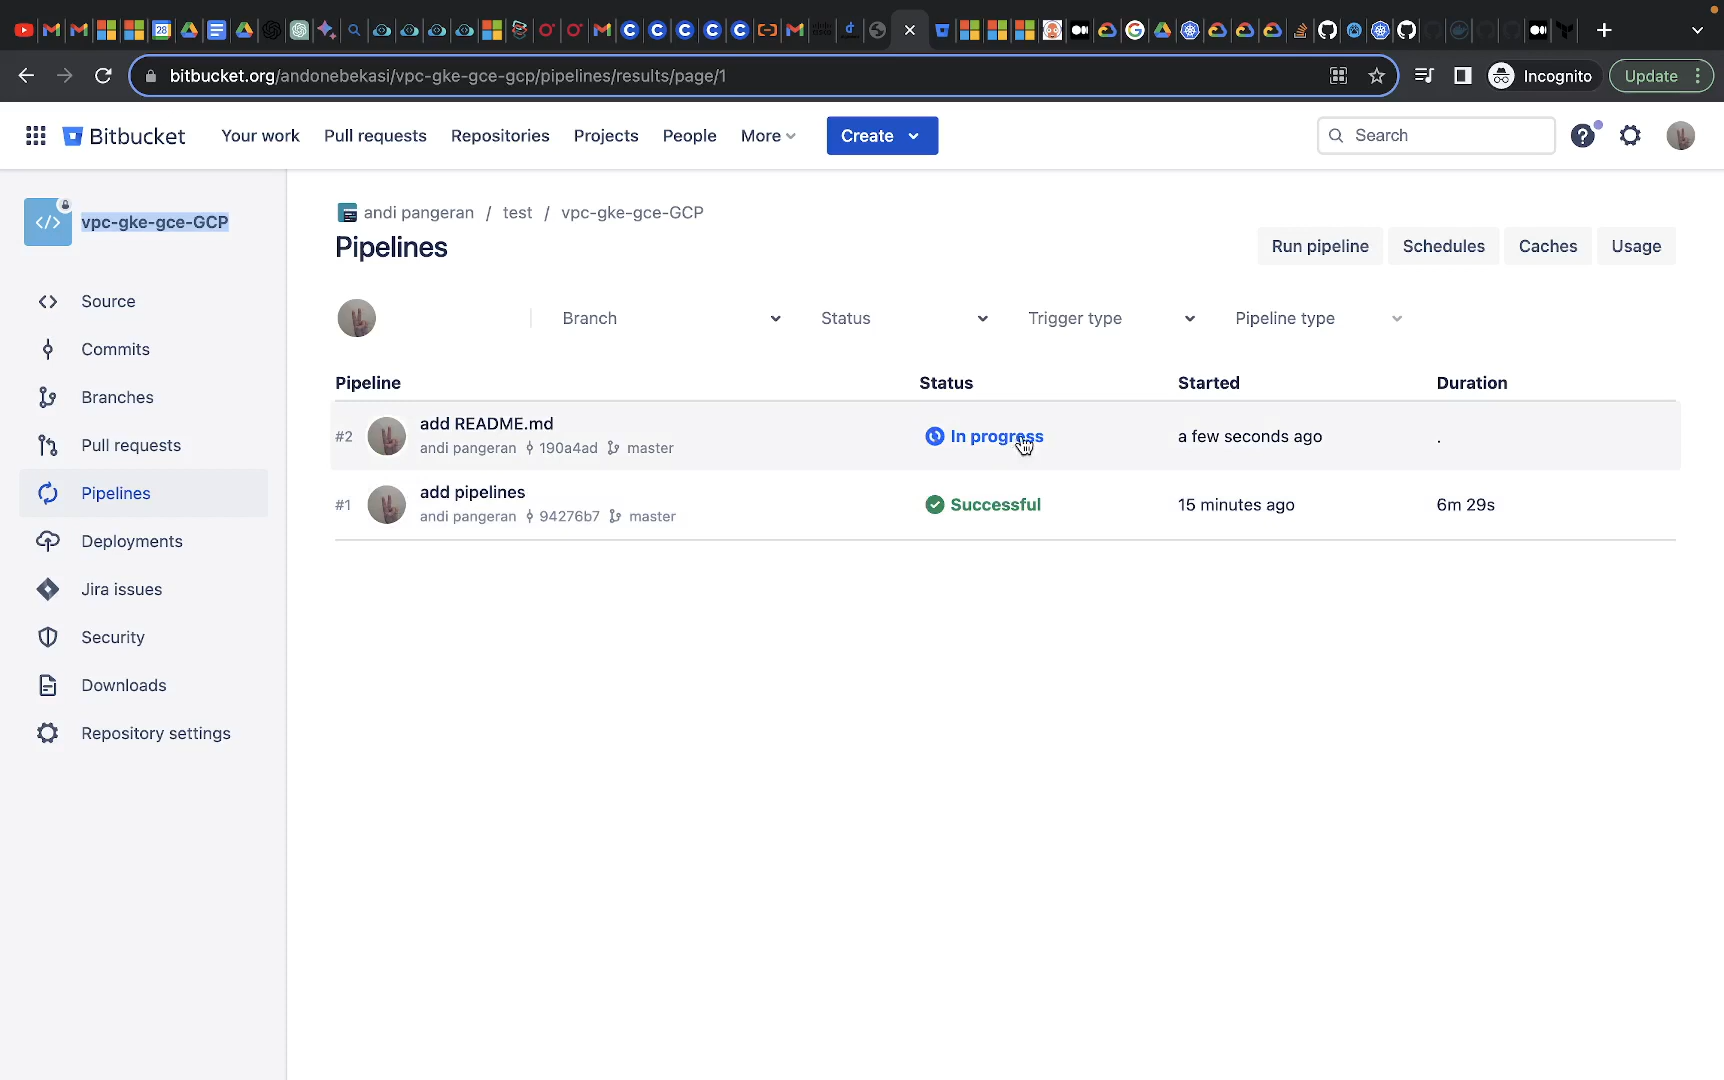 bitbucket.org/andonebekasi/vpc-gke-gce-gcp/pipelines/results/page/1
Incognito
Update
Bitbucket
Your work
Pull requests
Repositories
Projects
People
More
Create
Search
vpc-gke-gce-GCP
Source
Commits
Branches
Pull requests
Pipelines
Deployments
Jira issues
Security
Downloads
Repository settings
andi pangeran / test / vpc-gke-gce-GCP
Pipelines
Run pipeline
Schedules
Caches
Usage
Branch
Status
Trigger type
Pipeline type
Pipeline Status Started Duration
#2
add README.md
andi pangeran 190a4ad master
In progress
a few seconds ago
.
#1
add pipelines
andi pangeran 94276b7 master
Successful
15 minutes ago
6m 29s